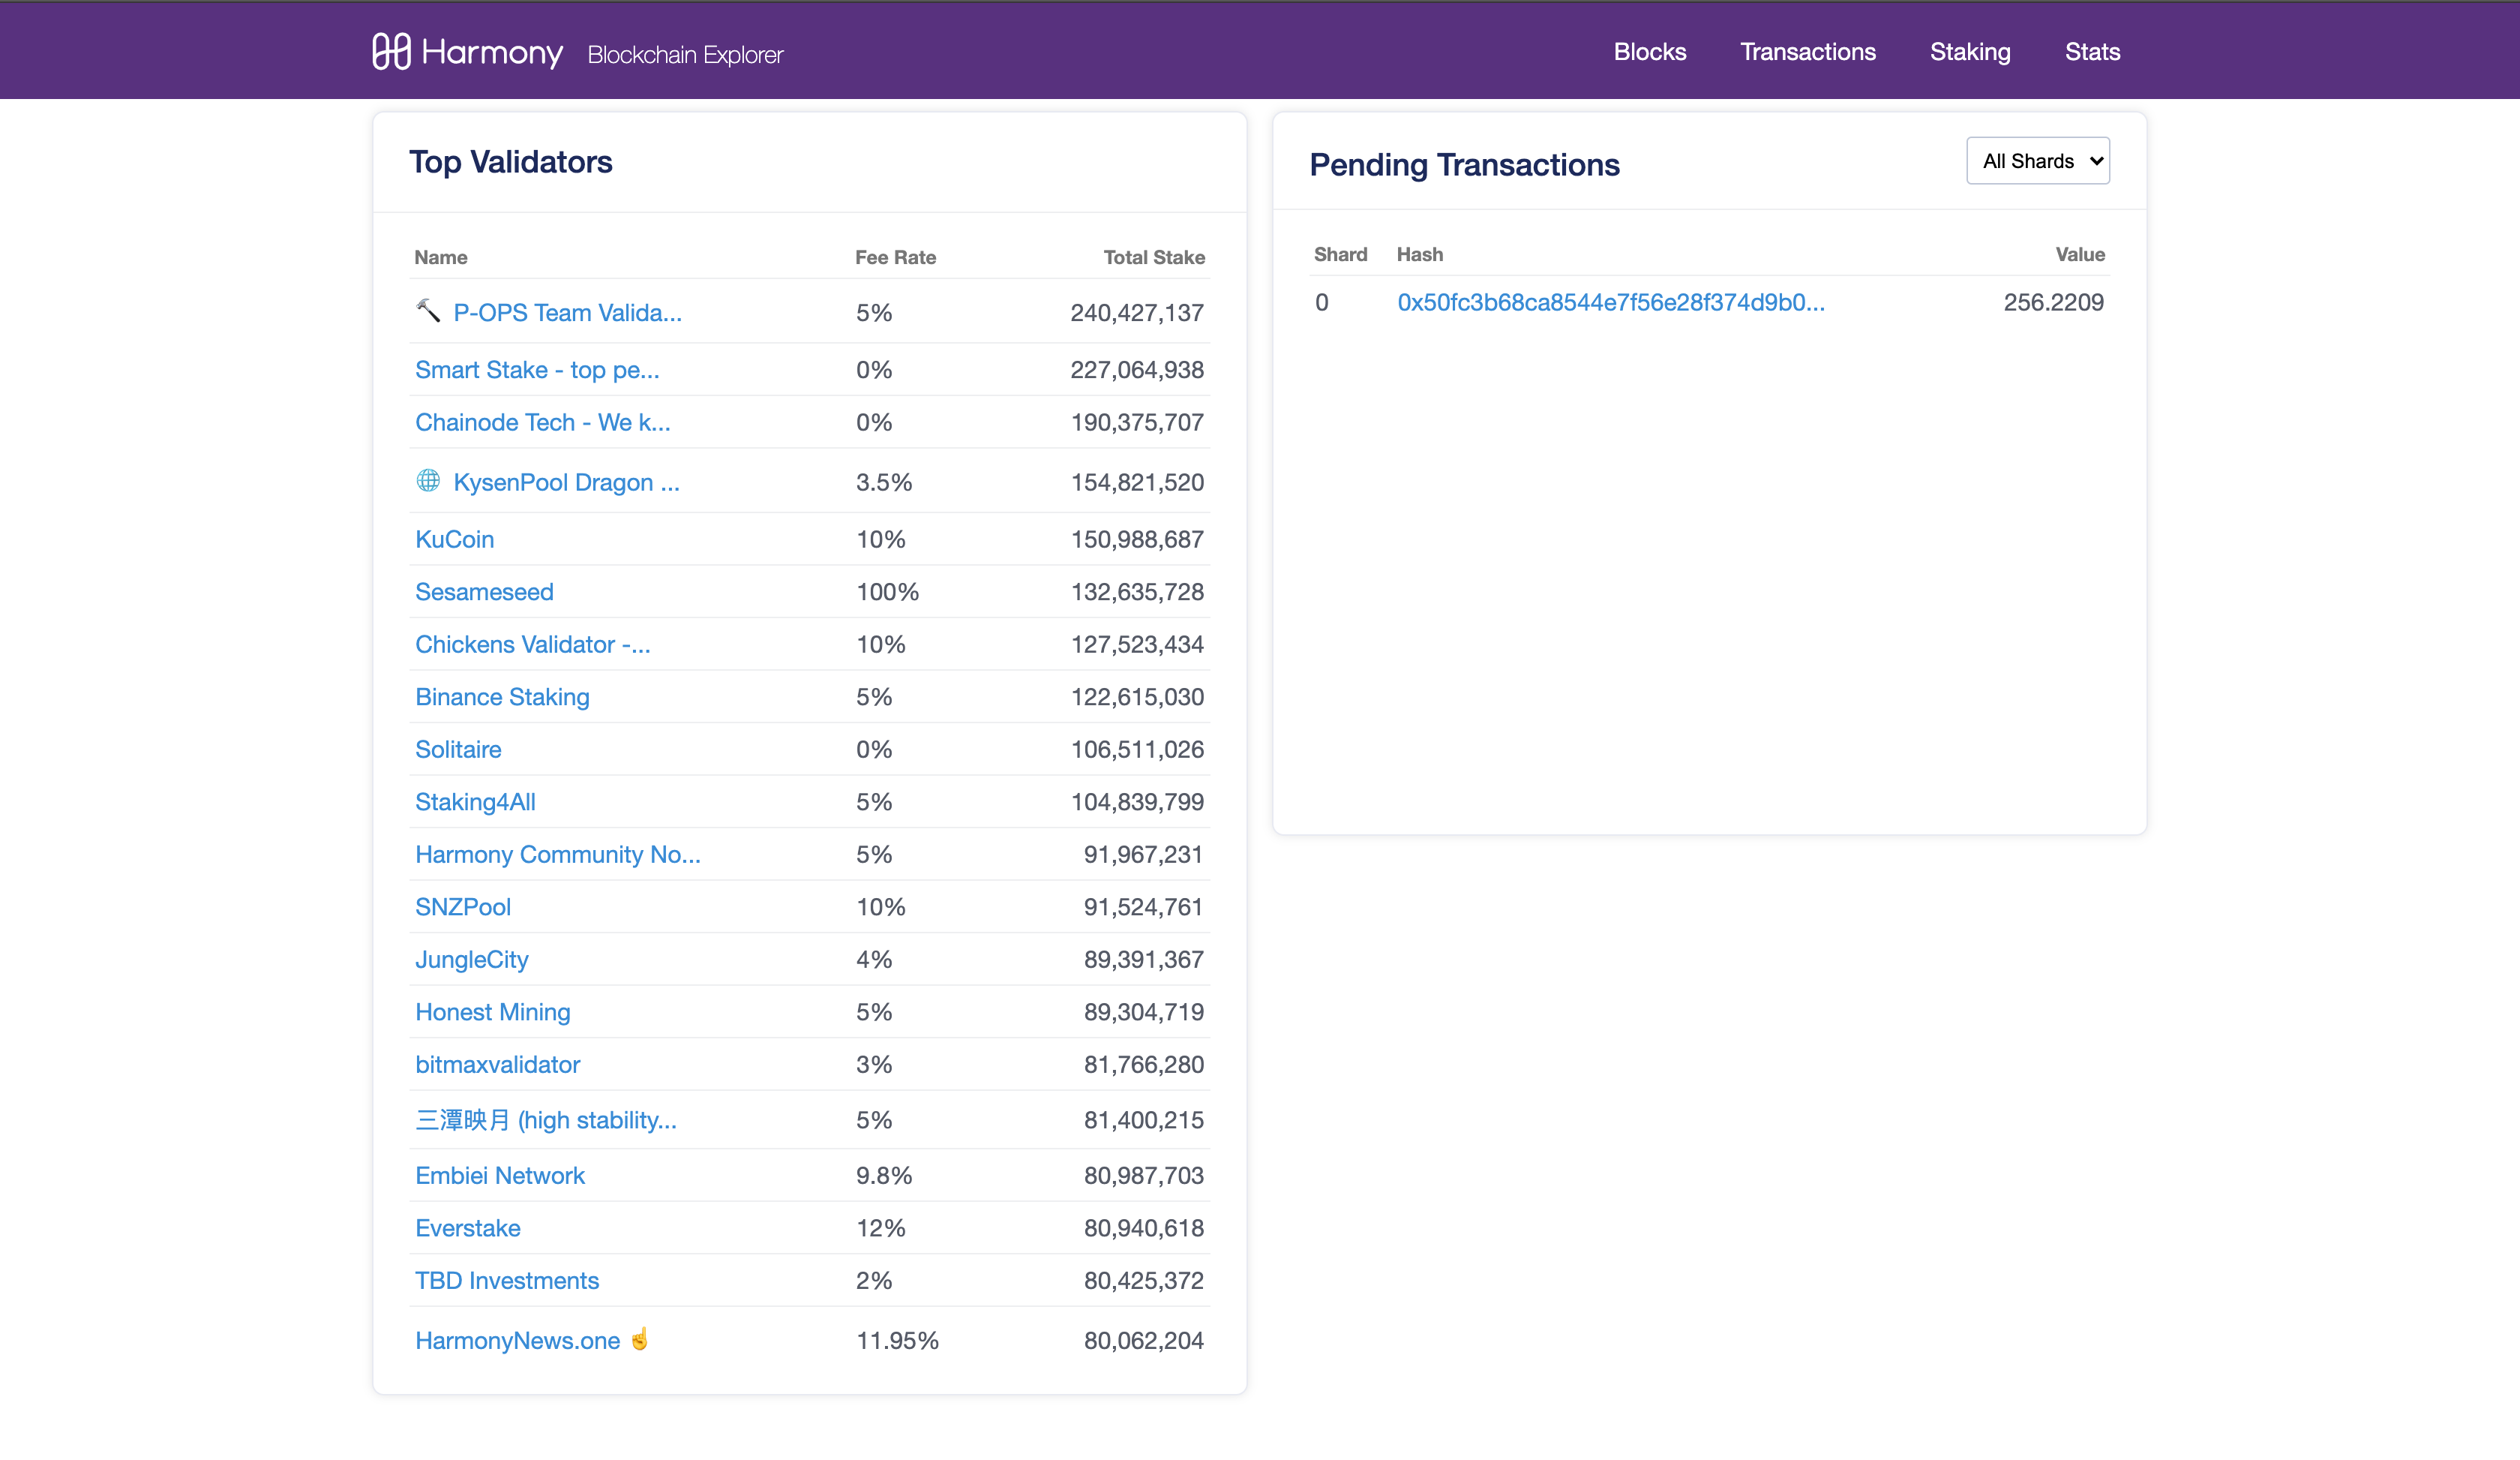 Harmony Blockchain Explorer Blocks Transactions Staking Stats
Top Validators
Name Fee Rate Total Stake
🔨 P-OPS Team Valida... 5% 240,427,137
Smart Stake - top pe... 0% 227,064,938
Chainode Tech - We k... 0% 190,375,707
🌐 KysenPool Dragon ... 3.5% 154,821,520
KuCoin 10% 150,988,687
Sesameseed 100% 132,635,728
Chickens Validator -... 10% 127,523,434
Binance Staking 5% 122,615,030
Solitaire 0% 106,511,026
Staking4All 5% 104,839,799
Harmony Community No... 5% 91,967,231
SNZPool 10% 91,524,761
JungleCity 4% 89,391,367
Honest Mining 5% 89,304,719
bitmaxvalidator 3% 81,766,280
三潭映月 (high stability... 5% 81,400,215
Embiei Network 9.8% 80,987,703
Everstake 12% 80,940,618
TBD Investments 2% 80,425,372
HarmonyNews.one ☝ 11.95% 80,062,204
Pending Transactions All Shards
Shard Hash Value
0 0x50fc3b68ca8544e7f56e28f374d9b0... 256.2209